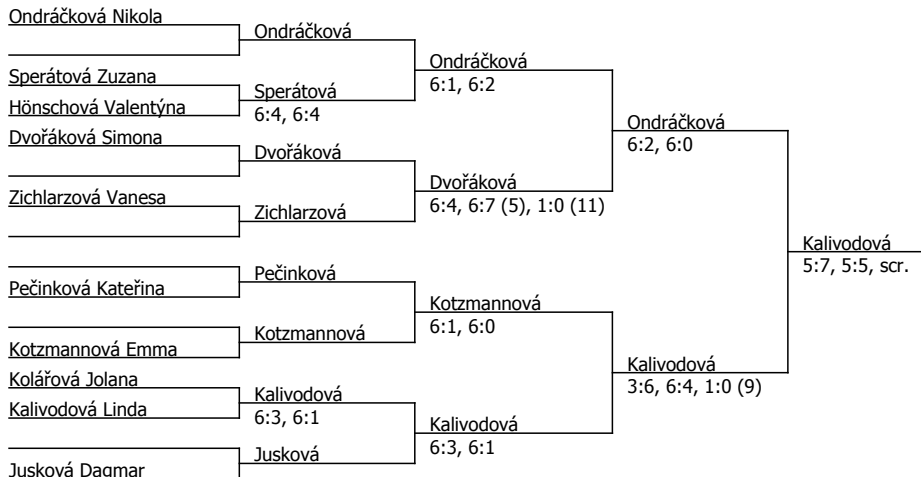 Ondráčková Nikola
Sperátová Zuzana
Hönschová Valentýna
Dvořáková Simona
Zichlarzová Vanesa
Pečinková Kateřina
Kotzmannová Emma
Kolářová Jolana
Kalivodová Linda
Jusková Dagmar
Ondráčková
Sperátová
6:4, 6:4
Dvořáková
Zichlarzová
Pečinková
Kotzmannová
Kalivodová
6:3, 6:1
Jusková
Ondráčková
6:1, 6:2
Dvořáková
6:4, 6:7 (5), 1:0 (11)
Kotzmannová
6:1, 6:0
Kalivodová
6:3, 6:1
Ondráčková
6:2, 6:0
Kalivodová
3:6, 6:4, 1:0 (9)
Kalivodová
5:7, 5:5, scr.